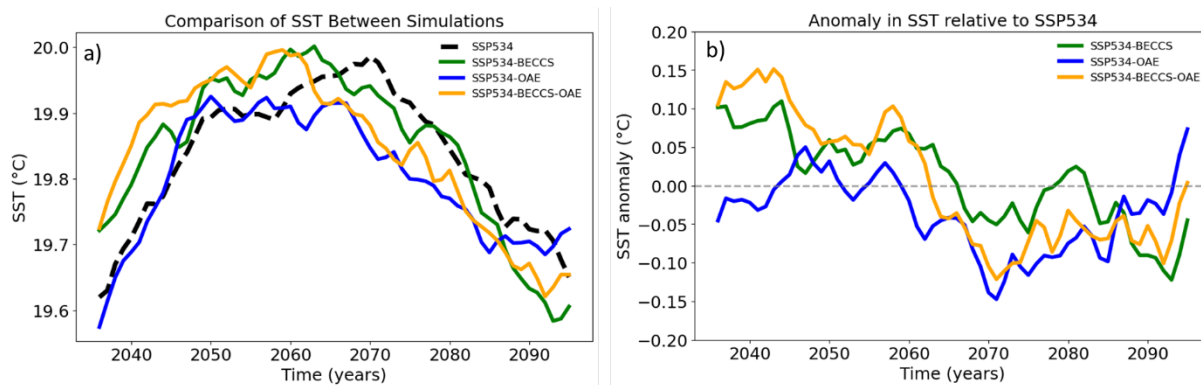 Comparison of SST Between Simulations
a)
SSP534
SSP534-BECCS
SSP534-OAE
SSP534-BECCS-OAE
20.0
19.9
19.8
19.7
19.6
SST (°C)
2040 2050 2060 2070 2080 2090
Time (years)
Anomaly in SST relative to SSP534
b)
SSP534-BECCS
SSP534-OAE
SSP534-BECCS-OAE
0.20
0.15
0.10
0.05
0.00
−0.05
−0.10
−0.15
−0.20
SST anomaly (°C)
2040 2050 2060 2070 2080 2090
Time (years)